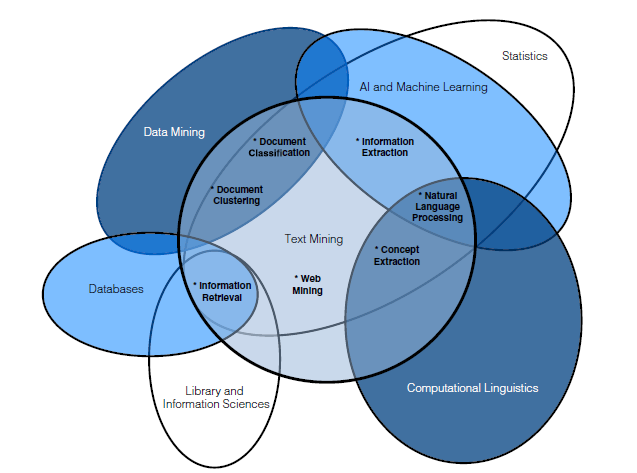 Statistics
AI and Machine Learning
Data Mining
* Document
Classification
* Information
Extraction
* Document
Clustering
* Natural
Language
Processing
Text Mining
* Concept
Extraction
* Web
Mining
Databases
* Information
Retrieval
Library and
Information Sciences
Computational Linguistics